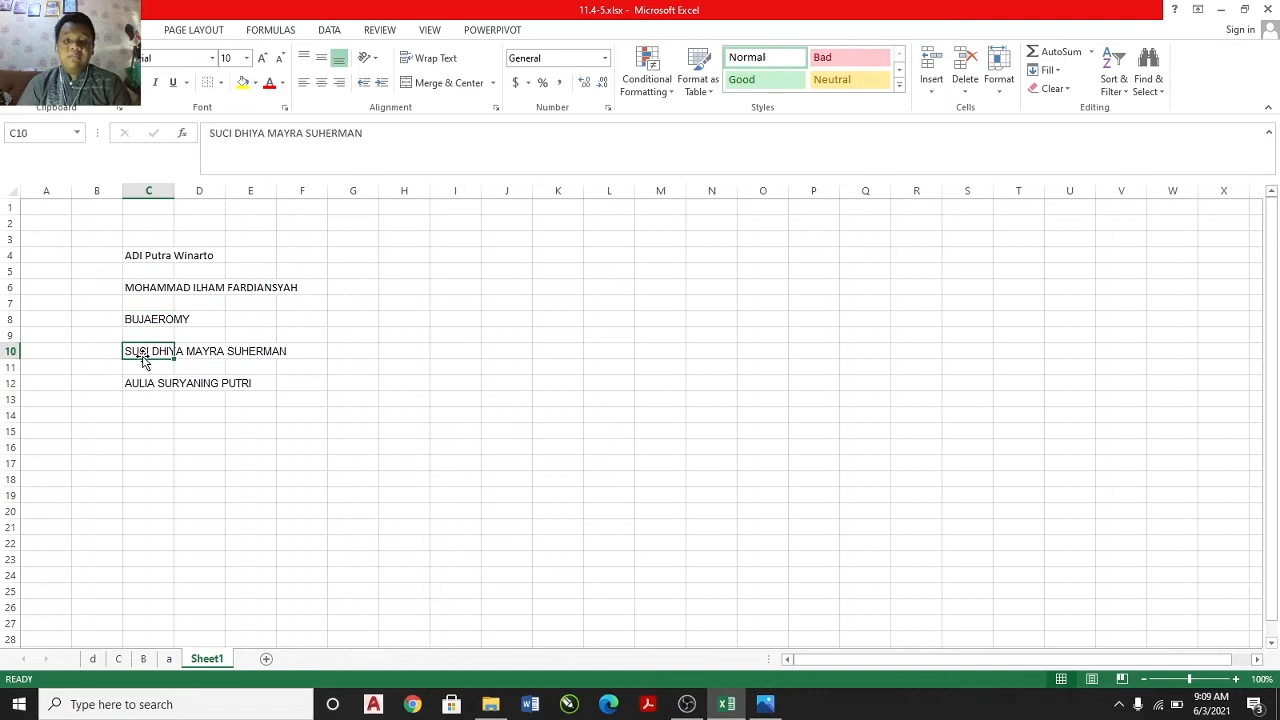 11.4-5.xlsx - Microsoft Excel
Sign in
PAGE LAYOUT FORMULAS DATA REVIEW VIEW POWERPIVOT
10 Wrap Text General Normal Bad AutoSum
Conditional Formatting Format as Table Insert Delete Format Sort & Filter Find & Select
Merge & Center $ % Good Neutral Fill
Clear
Clipboard Font Alignment Number Styles Cells Editing
C10 fx SUCI DHIYA MAYRA SUHERMAN
A B C D E F G H I J K L M N O P Q R S T U V W X
1
2
3
4 ADI Putra Winarto
5
6 MOHAMMAD ILHAM FARDIANSYAH
7
8 BUJAEROMY
9
10 SUCI DHIYA MAYRA SUHERMAN
11
12 AULIA SURYANING PUTRI
13
14
15
16
17
18
19
20
21
22
23
24
25
26
27
28
d C B a Sheet1
READY 100%
Type here to search
9:09 AM
6/3/2021